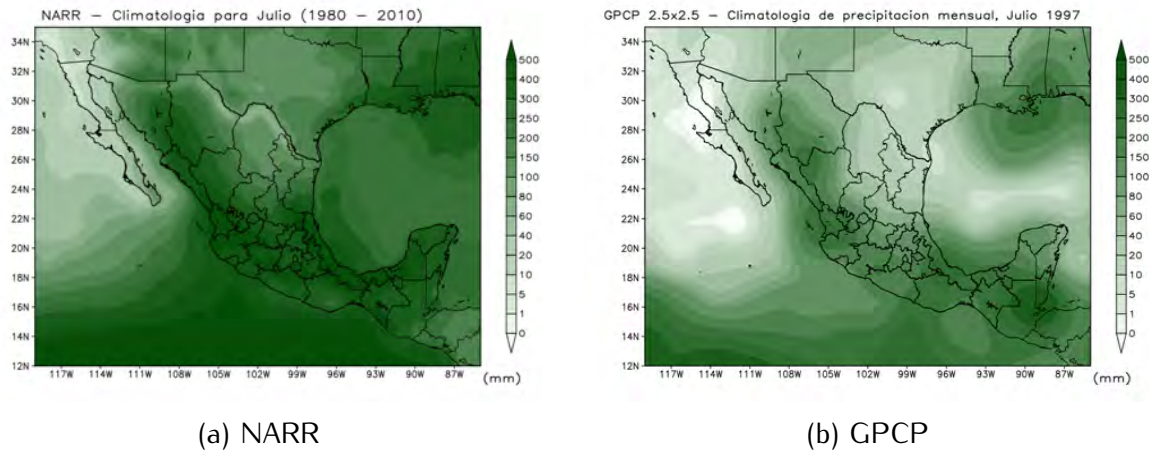 NARR – Climatologia para Julio (1980 – 2010)
34N
32N
30N
28N
26N
24N
22N
20N
18N
16N
14N
12N
117W 114W 111W 108W 105W 102W 99W 96W 93W 90W 87W
500
400
300
250
200
150
100
80
60
40
20
10
5
1
0
(mm)
(a) NARR
GPCP 2.5x2.5 – Climatologia de precipitacion mensual, Julio 1997
34N
32N
30N
28N
26N
24N
22N
20N
18N
16N
14N
12N
117W 114W 111W 108W 105W 102W 99W 96W 93W 90W 87W
500
400
300
250
200
150
100
80
60
40
20
10
5
1
0
(mm)
(b) GPCP